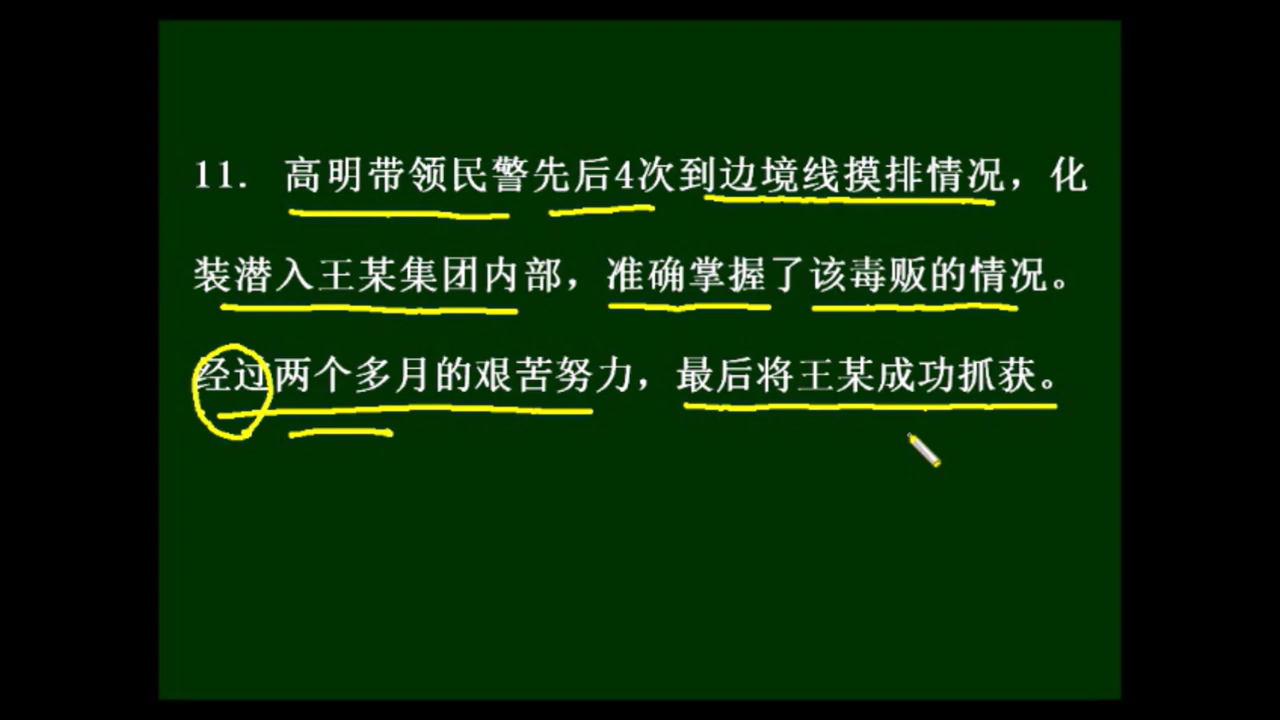 11. 高明带领民警先后4次到边境线摸排情况，化
装潜入王某集团内部，准确掌握了该毒贩的情况。
经过两个多月的艰苦努力，最后将王某成功抓获。